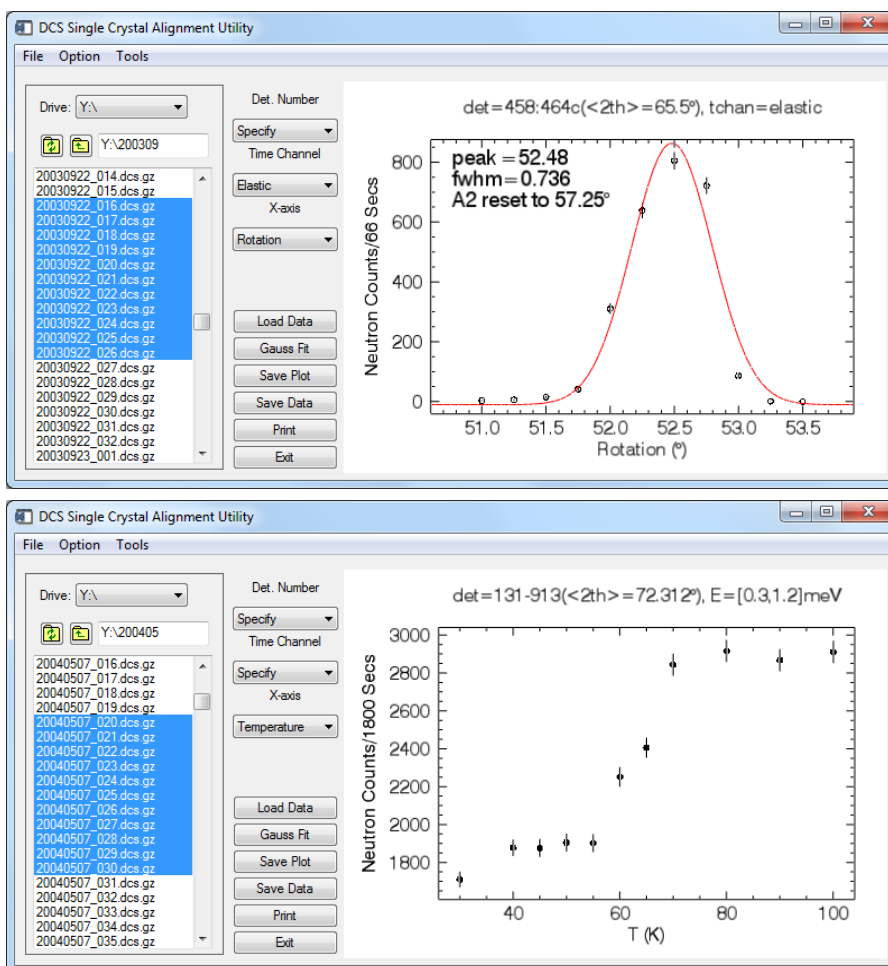 DCS Single Crystal Alignment Utility
File Option Tools
Drive: Y:\
Y:\200309
20030922_014.dcs.gz
20030922_015.dcs.gz
20030922_016.dcs.gz
20030922_017.dcs.gz
20030922_018.dcs.gz
20030922_019.dcs.gz
20030922_020.dcs.gz
20030922_021.dcs.gz
20030922_022.dcs.gz
20030922_023.dcs.gz
20030922_024.dcs.gz
20030922_025.dcs.gz
20030922_026.dcs.gz
20030922_027.dcs.gz
20030922_028.dcs.gz
20030922_029.dcs.gz
20030922_030.dcs.gz
20030922_031.dcs.gz
20030922_032.dcs.gz
20030923_001.dcs.gz
Det. Number
Specify
Time Channel
Elastic
X-axis
Rotation
Load Data
Gauss Fit
Save Plot
Save Data
Print
Exit
det=458:464c(<2th>=65.5º), tchan=elastic
peak =52.48
fwhm=0.736
A2 reset to 57.25º
Neutron Counts/66 Secs
800
600
400
200
0
51.0 51.5 52.0 52.5 53.0 53.5
Rotation (º)
DCS Single Crystal Alignment Utility
File Option Tools
Drive: Y:\
Y:\200405
20040507_016.dcs.gz
20040507_017.dcs.gz
20040507_018.dcs.gz
20040507_019.dcs.gz
20040507_020.dcs.gz
20040507_021.dcs.gz
20040507_022.dcs.gz
20040507_023.dcs.gz
20040507_024.dcs.gz
20040507_025.dcs.gz
20040507_026.dcs.gz
20040507_027.dcs.gz
20040507_028.dcs.gz
20040507_029.dcs.gz
20040507_030.dcs.gz
20040507_031.dcs.gz
20040507_032.dcs.gz
20040507_033.dcs.gz
20040507_034.dcs.gz
20040507_035.dcs.gz
Det. Number
Specify
Time Channel
Specify
X-axis
Temperature
Load Data
Gauss Fit
Save Plot
Save Data
Print
Exit
det=131-913(<2th>=72.312º), E=[0.3,1.2]meV
Neutron Counts/1800 Secs
3000
2800
2600
2400
2200
2000
1800
40 60 80 100
T (K)